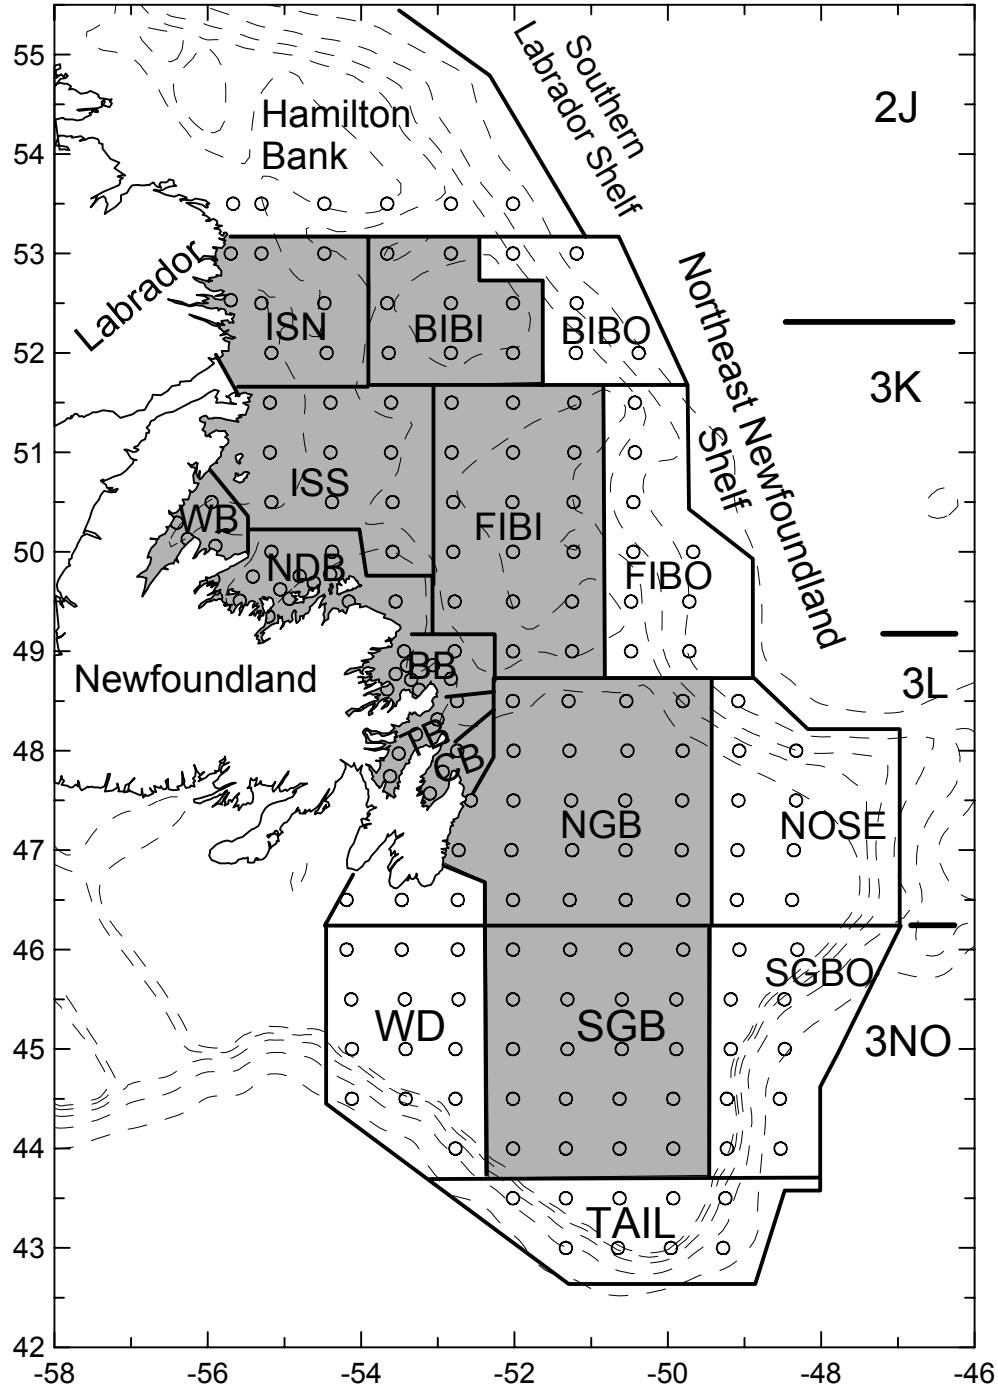 55
54
53
52
51
50
49
48
47
46
45
44
43
42
-58
-56
-54
-52
-50
-48
-46
Hamilton
Bank
Southern
Labrador Shelf
2J
Labrador
Northeast Newfoundland
Shelf
ISN
BIBI
BIBO
3K
ISS
WB
FIBI
NDB
FIBO
Newfoundland
BB
3L
TB
CB
NGB
NOSE
SGBO
WD
SGB
3NO
TAIL